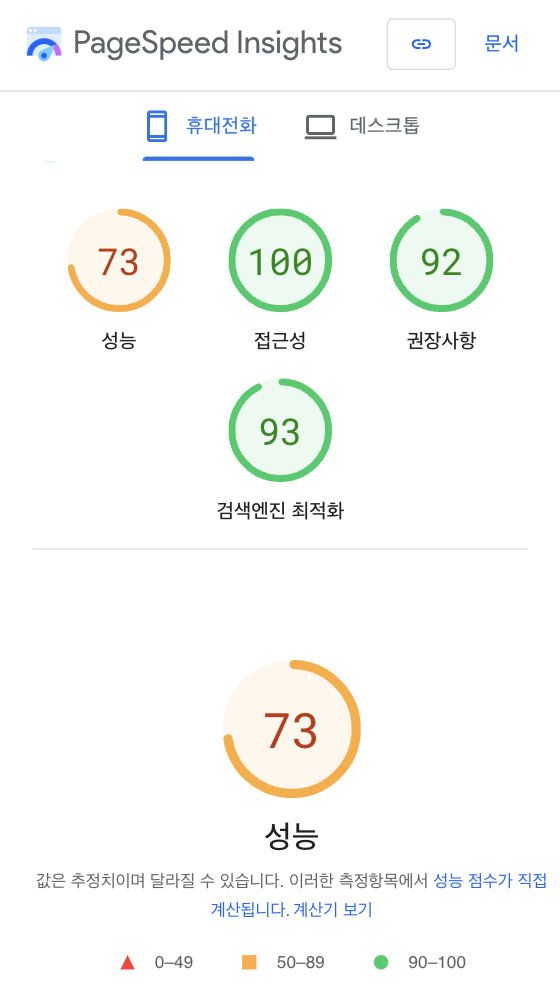 PageSpeed Insights
문서
휴대전화
데스크톱
73
100
92
성능
접근성
권장사항
93
검색엔진 최적화
73
성능
값은 추정치이며 달라질 수 있습니다. 이러한 측정항목에서 성능 점수가 직접
계산됩니다. 계산기 보기
0–49
50–89
90–100